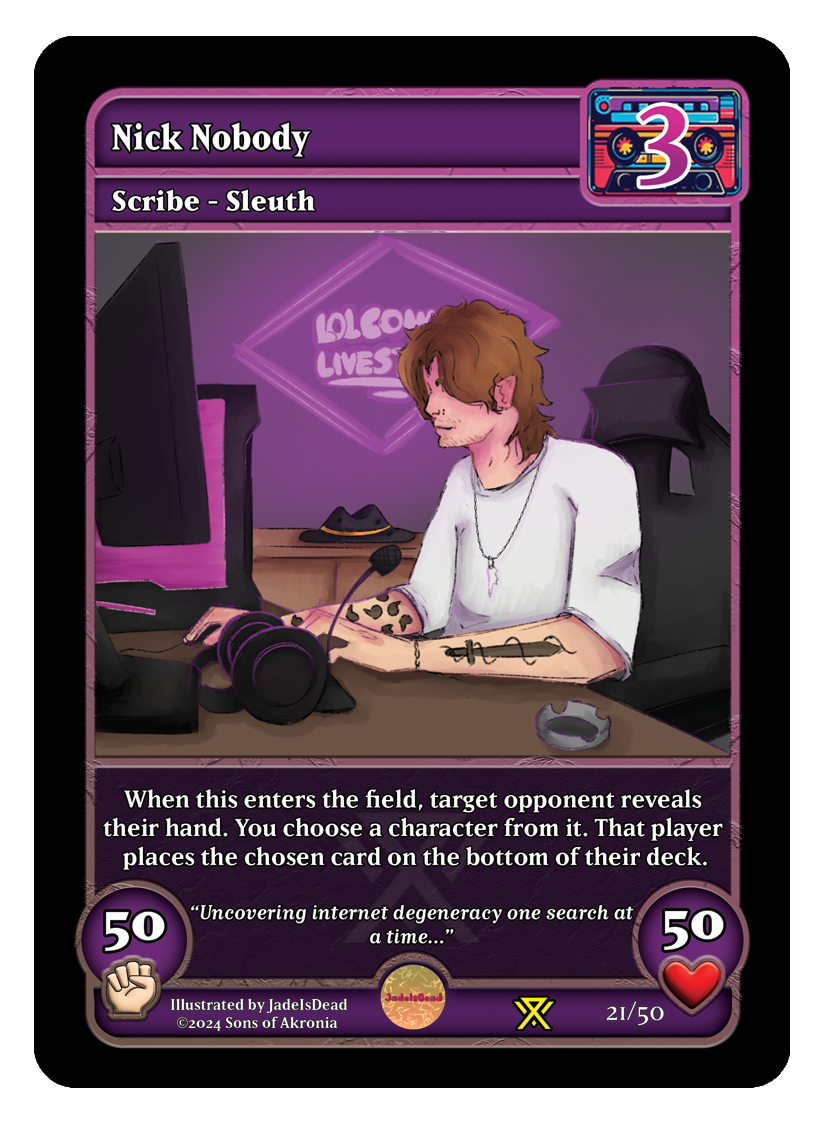 Nick Nobody
3
Scribe - Sleuth
LOLCOW
LIVES
When this enters the field, target opponent reveals
their hand. You choose a character from it. That player
places the chosen card on the bottom of their deck.
“Uncovering internet degeneracy one search at
a time...”
50
50
Illustrated by JadeIsDead
©2024 Sons of Akronia
JadeIsDead
21/50